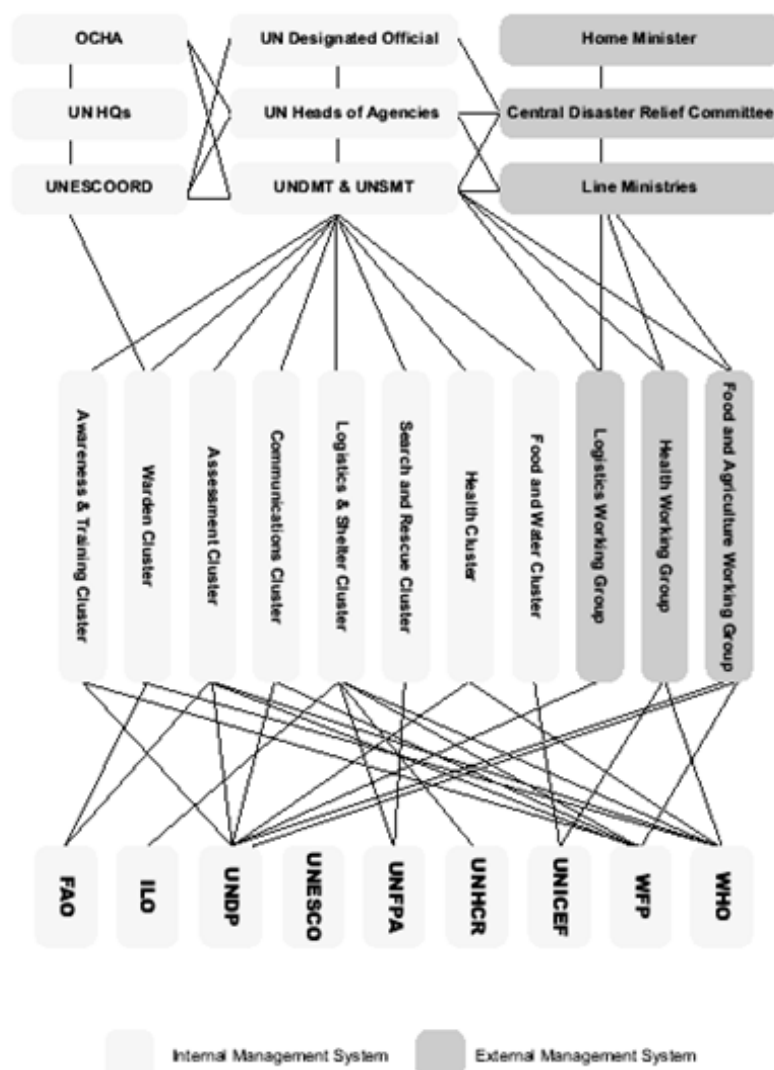 OCHA
UN Designated Official
Home Minister
UN HQs
UN Heads of Agencies
Central Disaster Relief Committee
UNESCOORD
UNDMT & UNSMT
Line Ministries
Awareness & Training Cluster
Warden Cluster
Assessment Cluster
Communications Cluster
Logistics & Shelter Cluster
Search and Rescue Cluster
Health Cluster
Food and Water Cluster
Logistics Working Group
Health Working Group
Food and Agriculture Working Group
FAO
ILO
UNDP
UNESCO
UNFPA
UNHCR
UNICEF
WFP
WHO
Internal Management System
External Management System